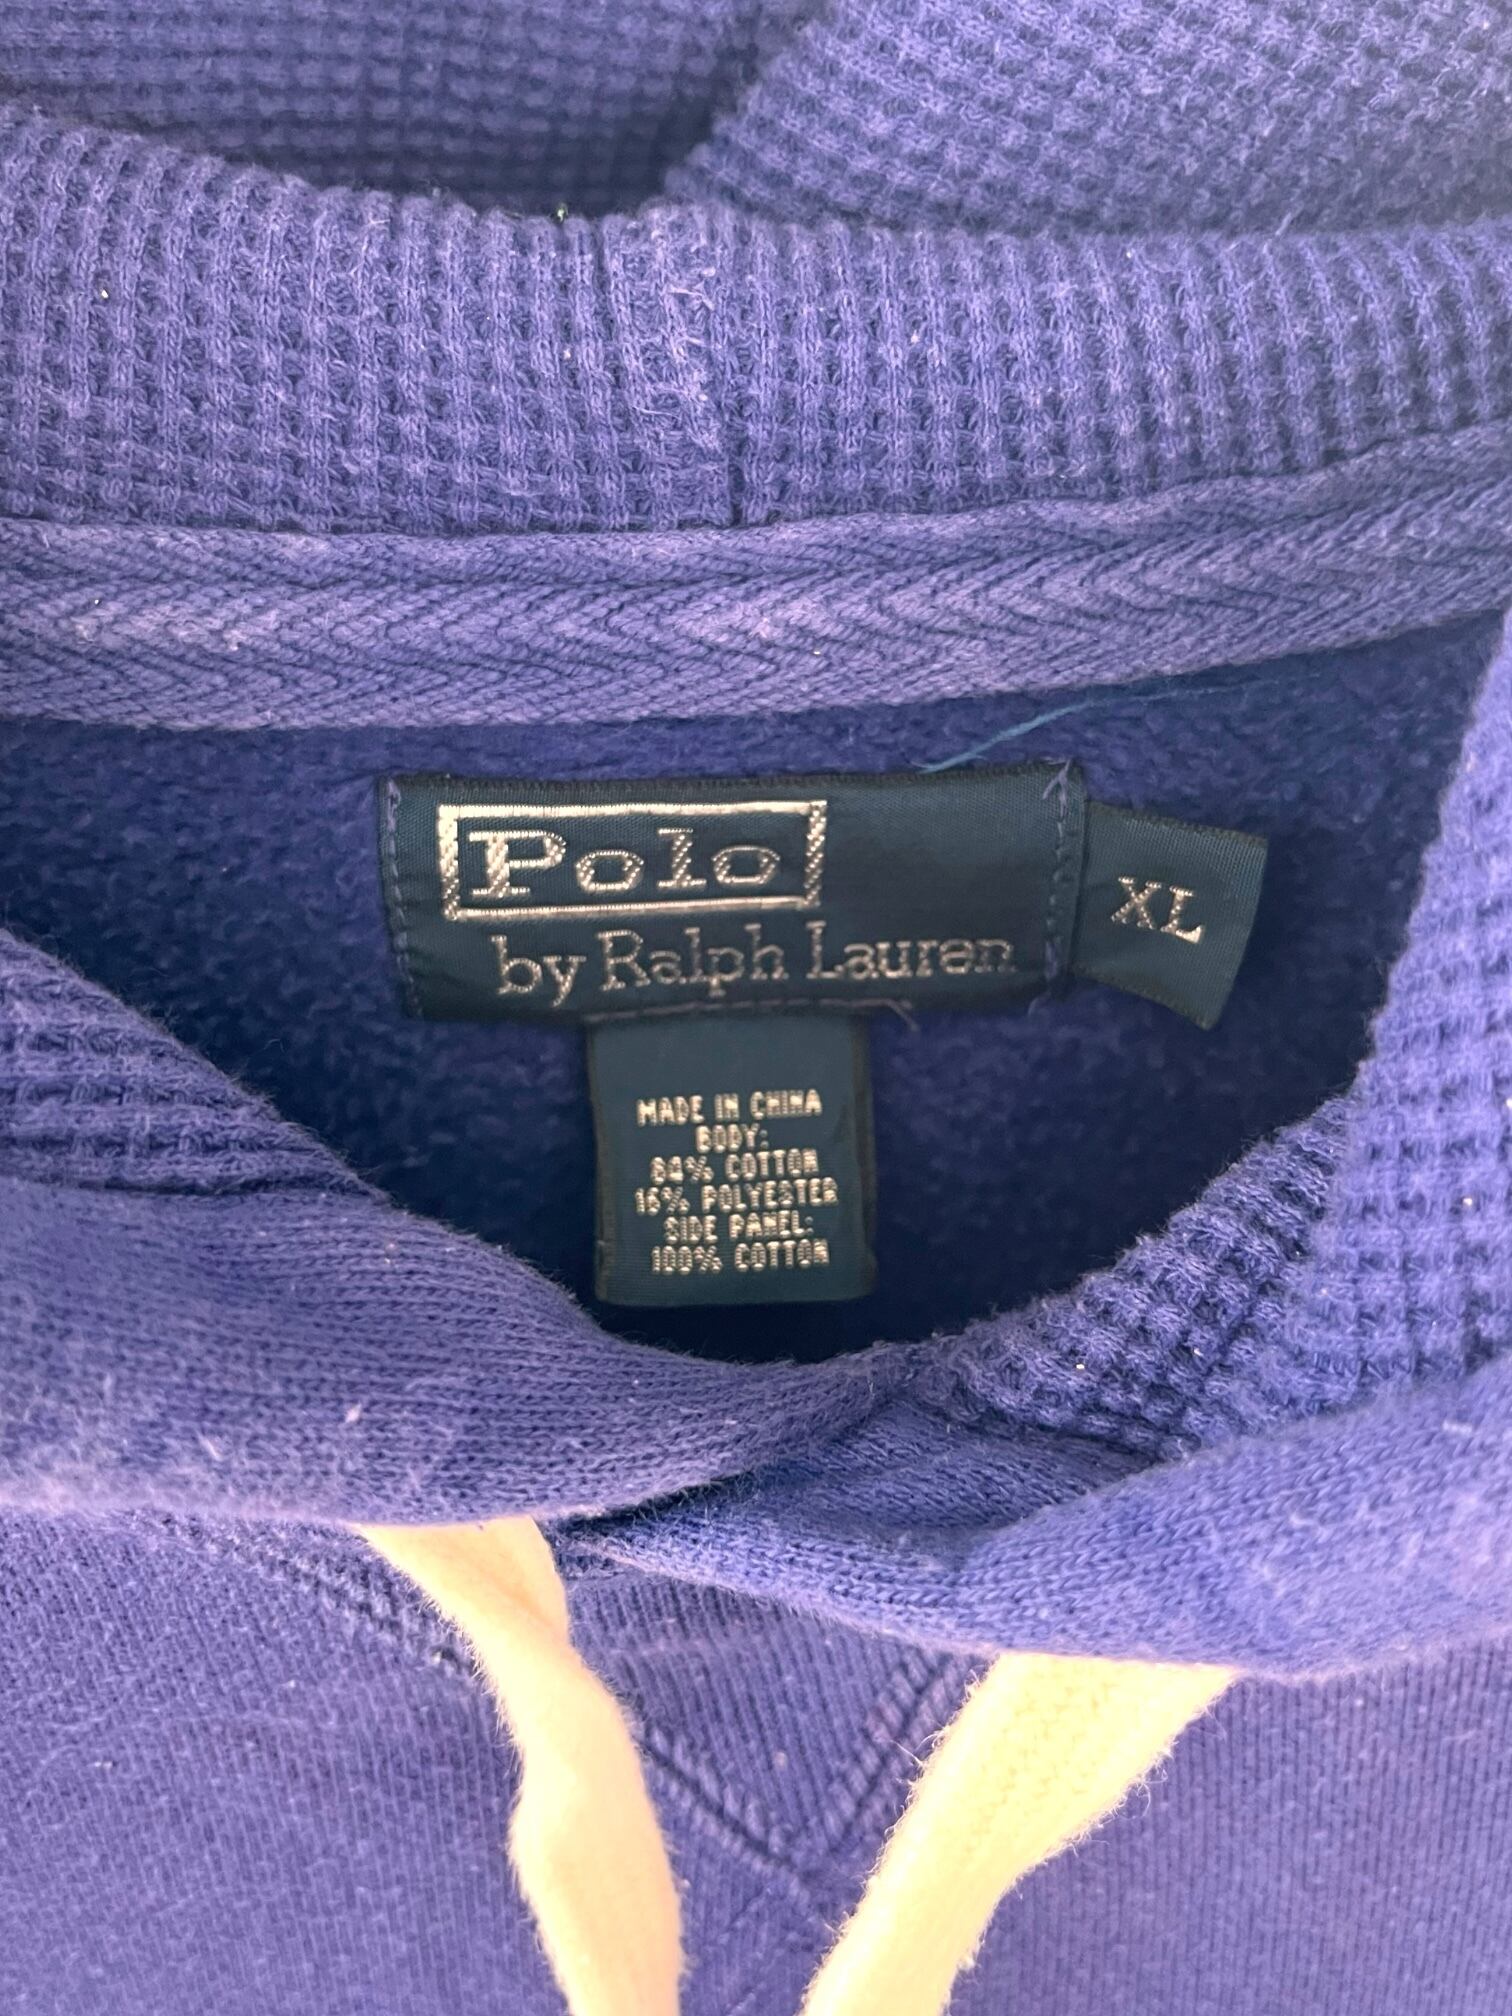 Polo
by Ralph Lauren
XL
MADE IN CHINA
BODY:
84% COTTON
16% POLYESTER
SIDE PANEL:
100% COTTON